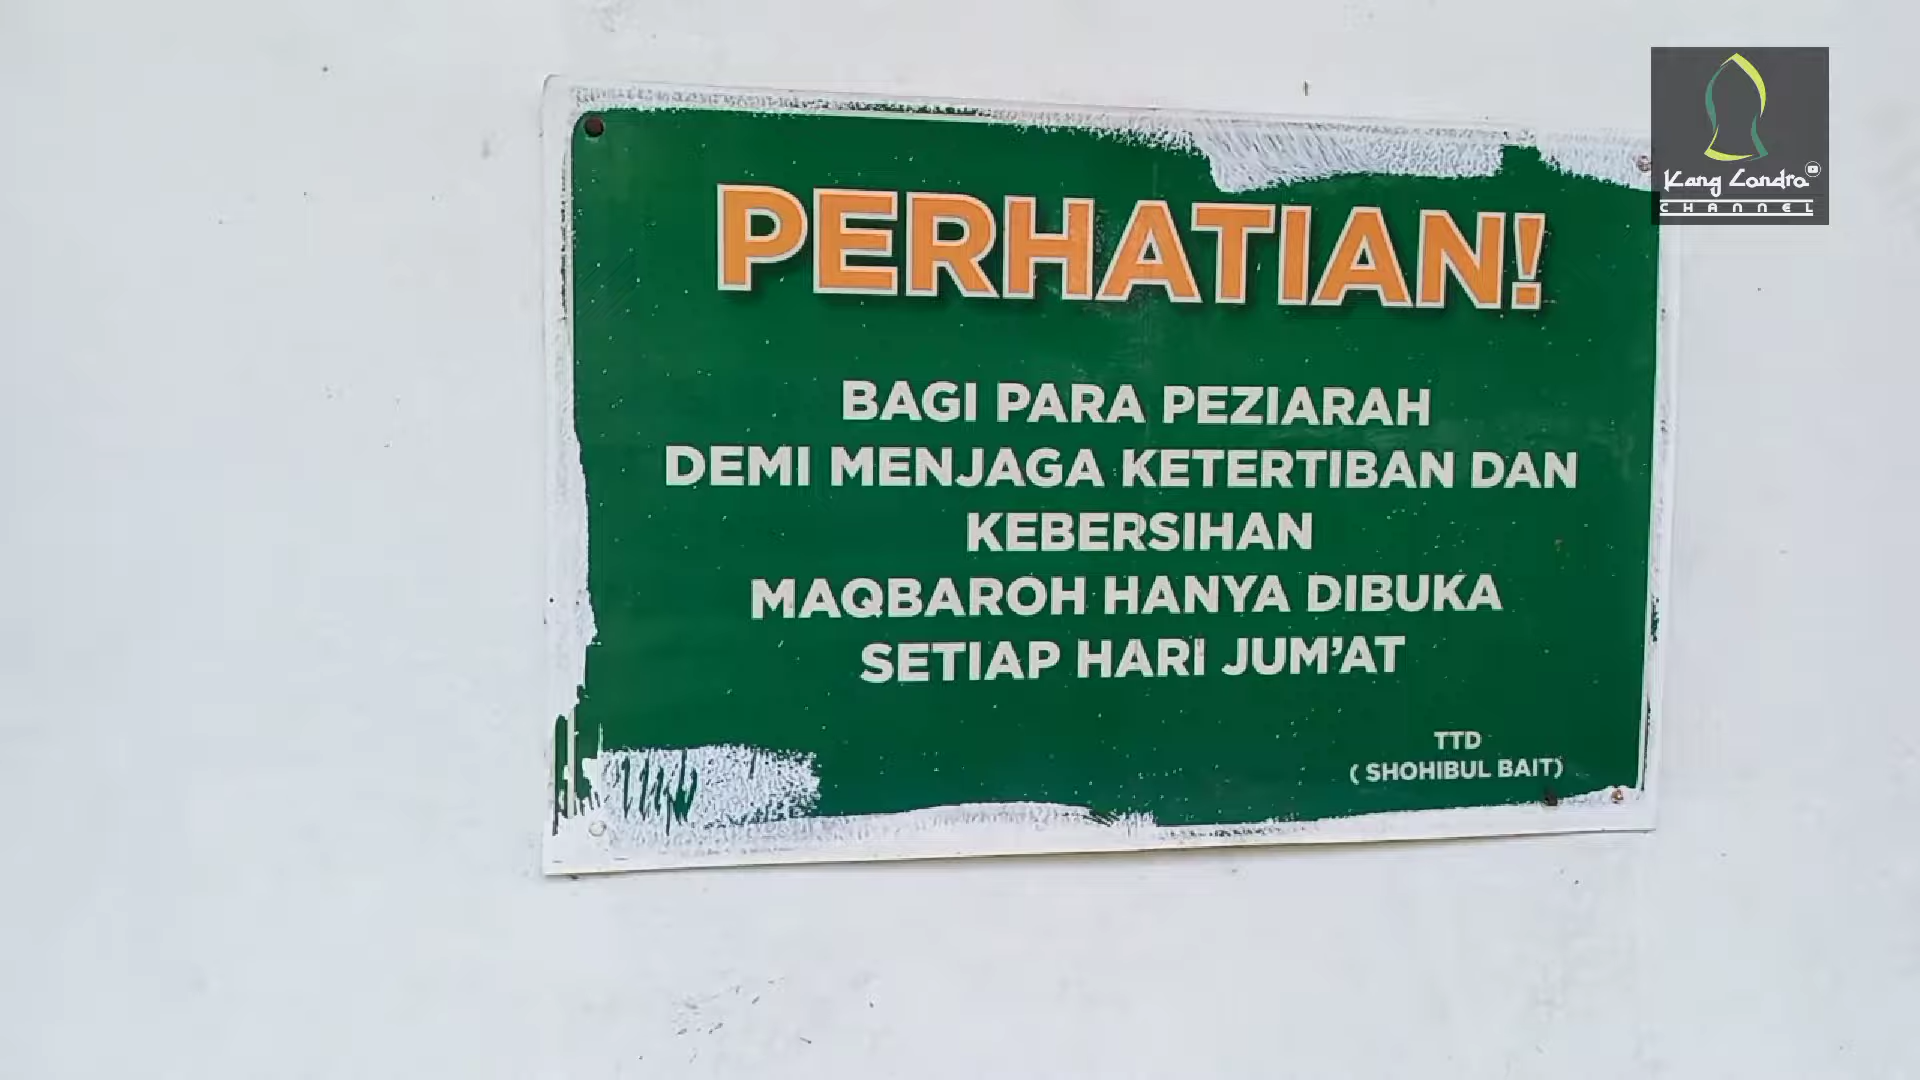 PERHATIAN!
BAGI PARA PEZIARAH
DEMI MENJAGA KETERTIBAN DAN
KEBERSIHAN
MAQBAROH HANYA DIBUKA
SETIAP HARI JUM'AT
TTD
( SHOHIBUL BAIT)
Kang Zandra
CHANNEL